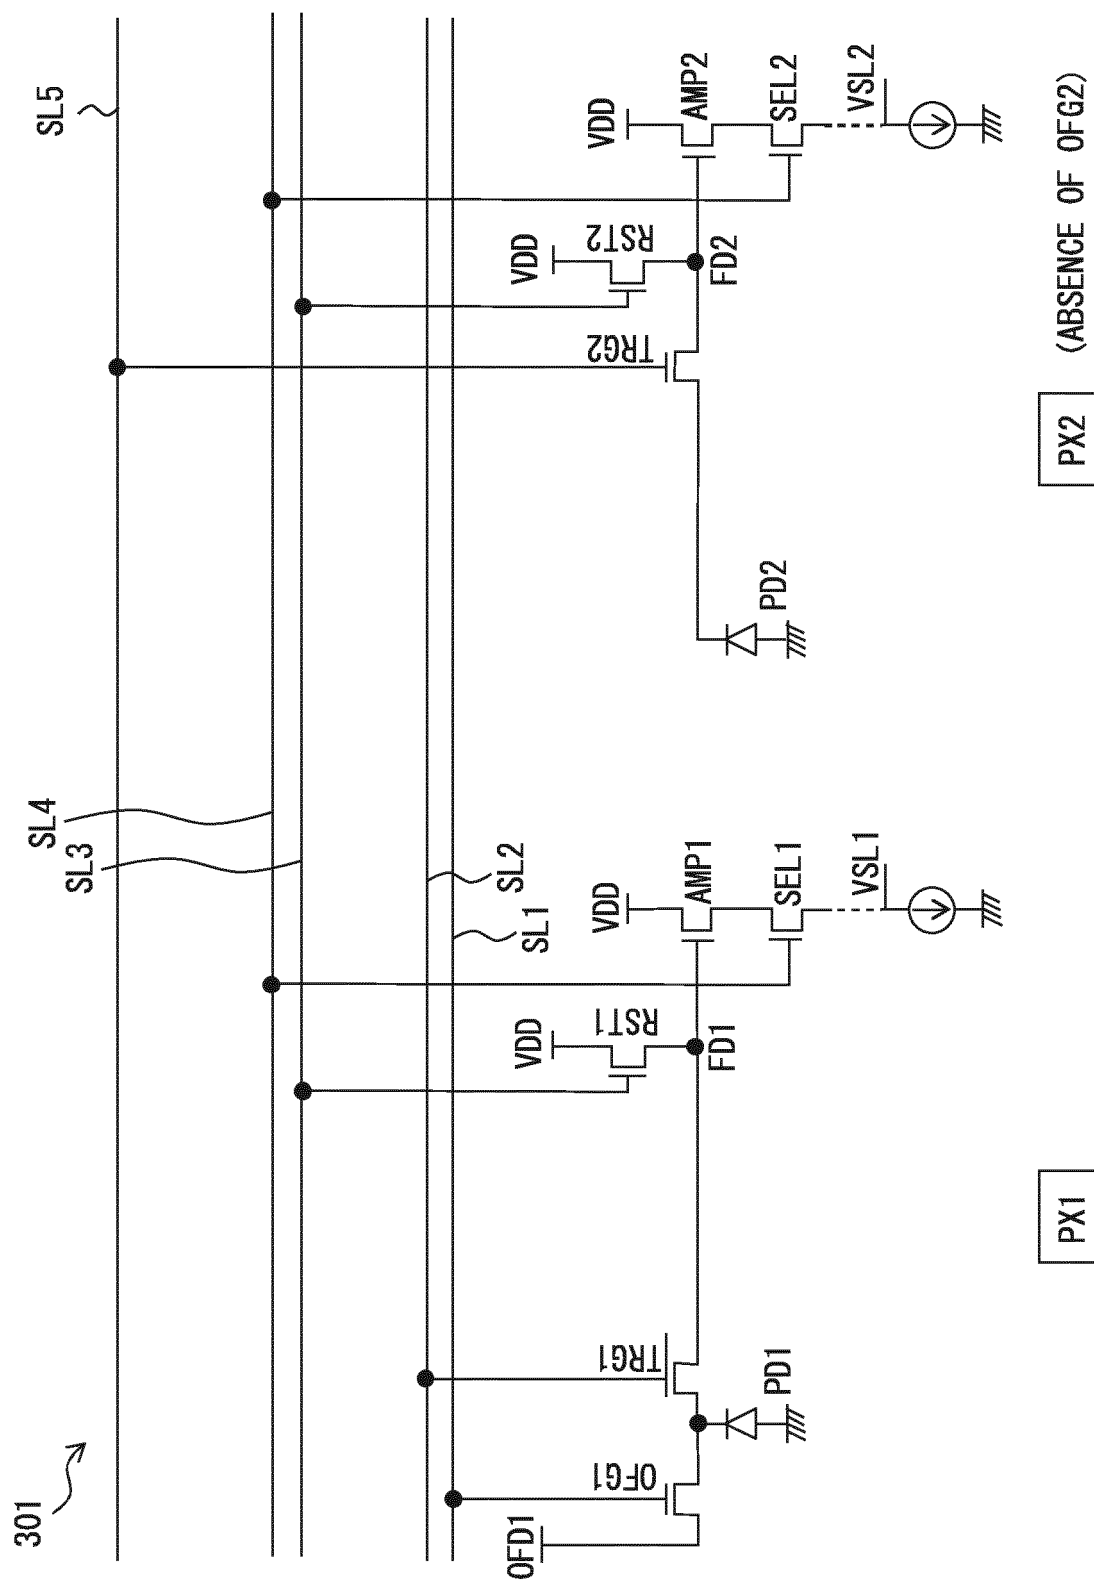 301
SL5
SL4
SL3
SL2
SL1
OFD1
OFG1
TRG1
PD1
VDD
RST1
FD1
VDD
AMP1
SEL1
VSL1
PD2
TRG2
VDD
RST2
FD2
VDD
AMP2
SEL2
VSL2
PX1
PX2
(ABSENCE OF OFG2)